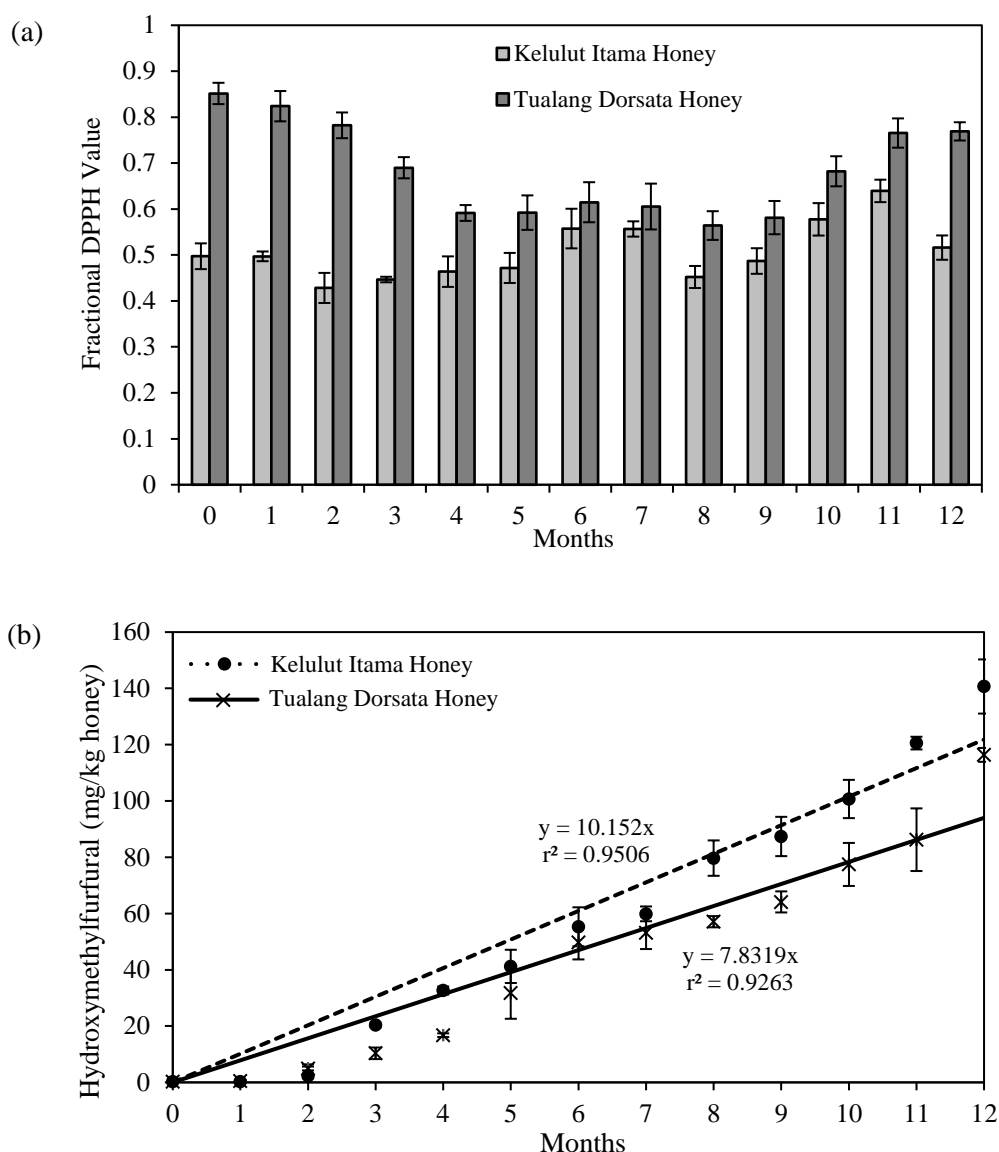 (a)
Fractional DPPH Value
1
0.9
0.8
0.7
0.6
0.5
0.4
0.3
0.2
0.1
0
Kelulut Itama Honey
Tualang Dorsata Honey
0 1 2 3 4 5 6 7 8 9 10 11 12
Months
(b)
Hydroxymethylfurfural (mg/kg honey)
160
140
120
100
80
60
40
20
0
Kelulut Itama Honey
Tualang Dorsata Honey
y = 10.152x
r² = 0.9506
y = 7.8319x
r² = 0.9263
0 1 2 3 4 5 6 7 8 9 10 11 12
Months